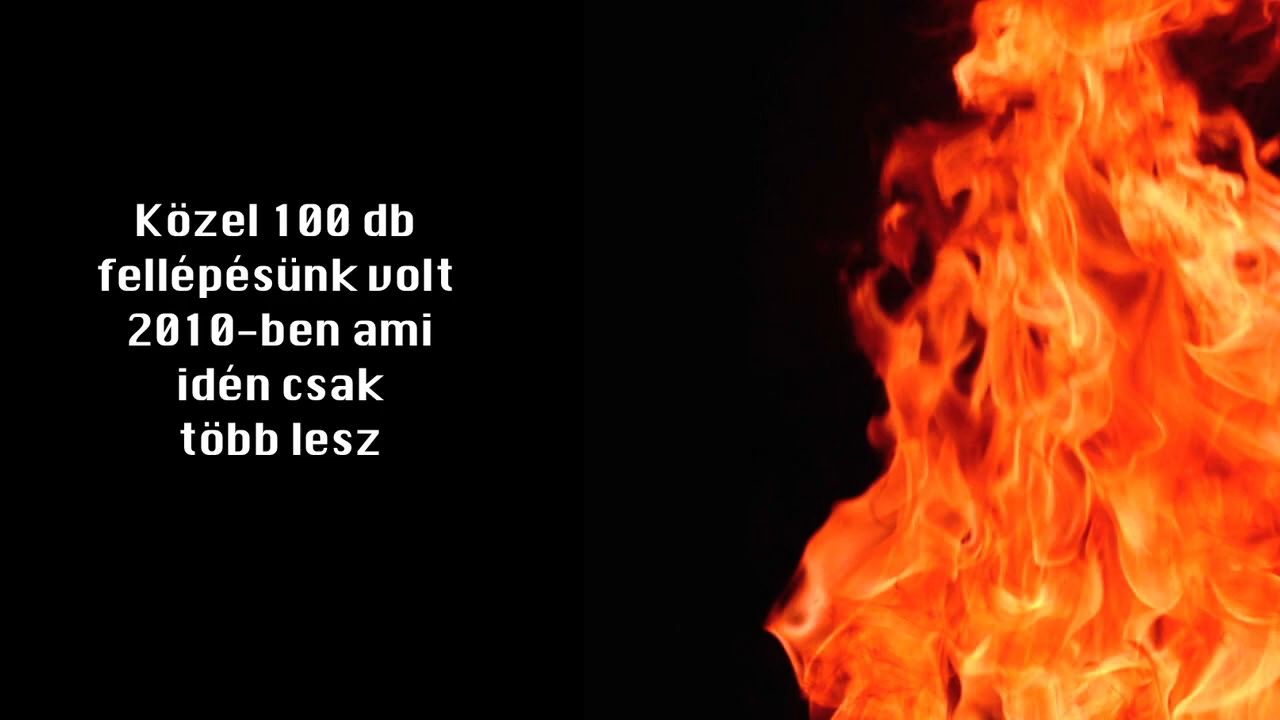 Közel 100 db
fellépésünk volt
2010-ben ami
idén csak
több lesz